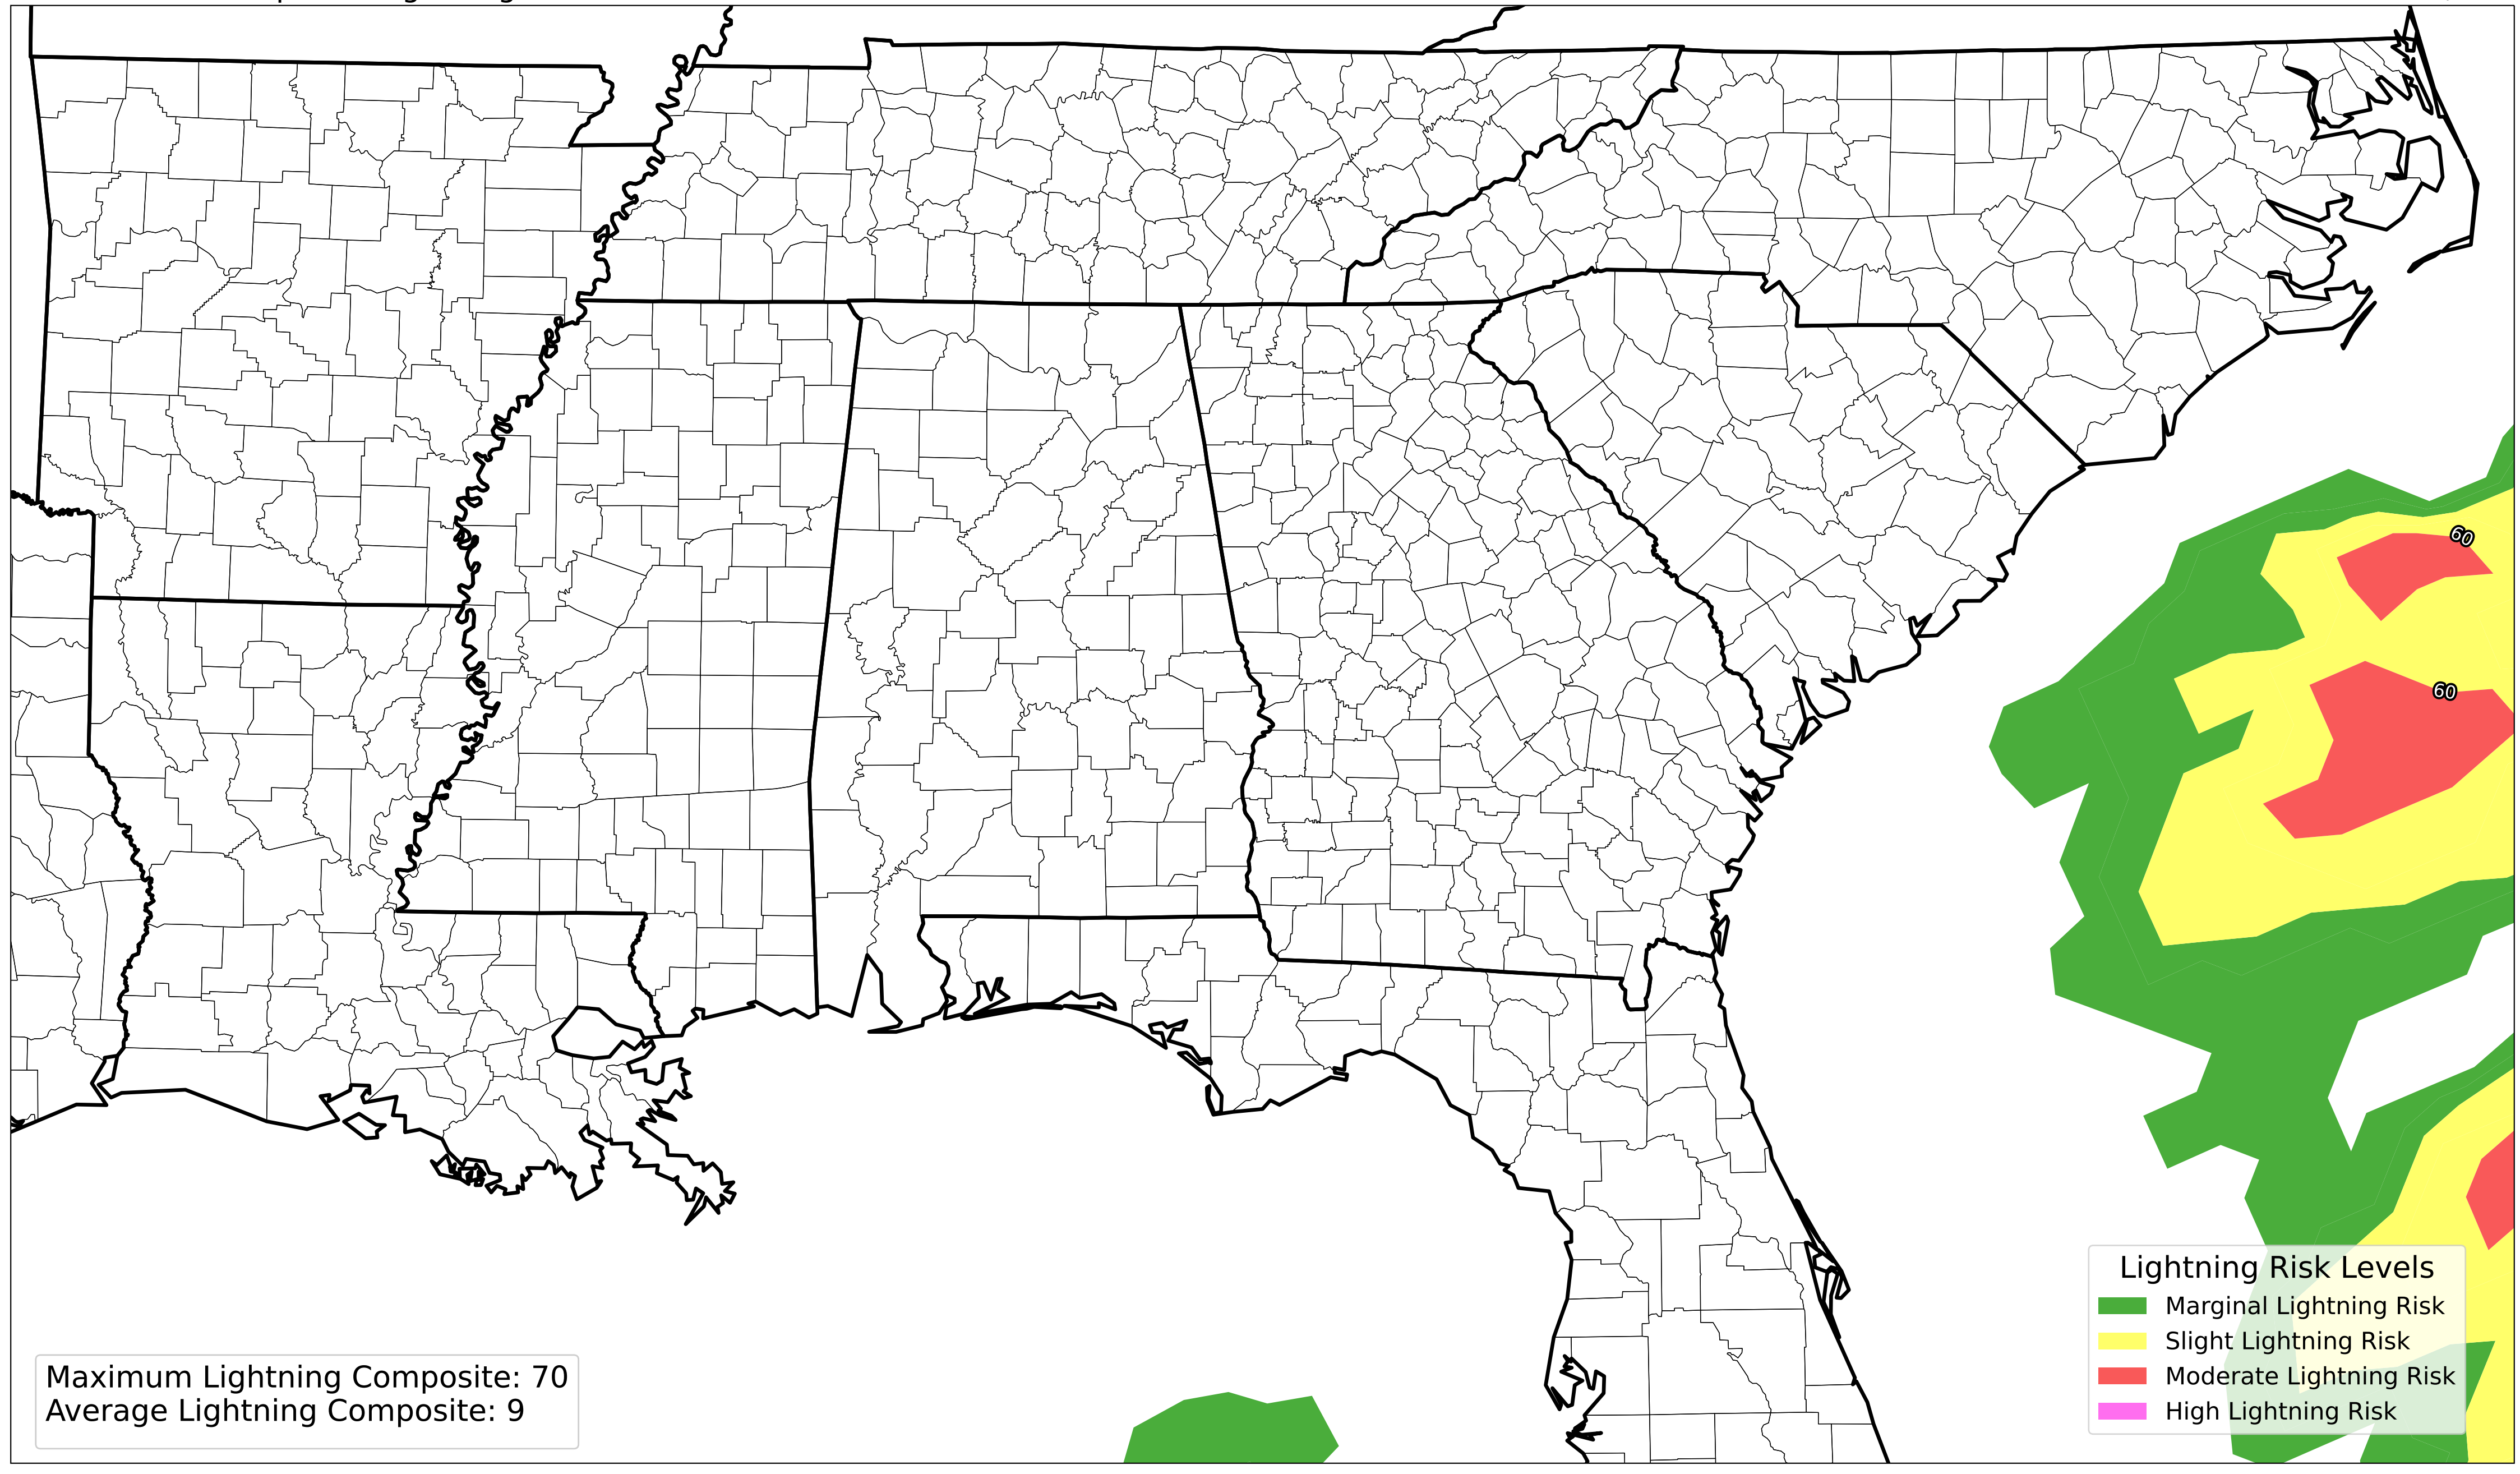 60
60
Lightning Risk Levels
Marginal Lightning Risk
Slight Lightning Risk
Moderate Lightning Risk
High Lightning Risk
Maximum Lightning Composite: 70
Average Lightning Composite: 9